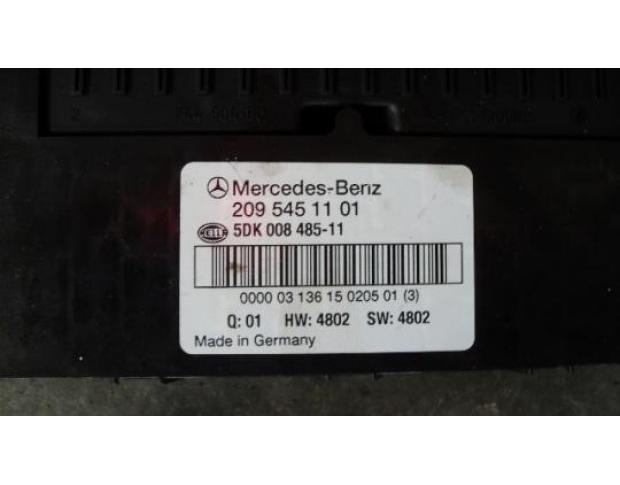 Mercedes-Benz
209 545 11 01
HELLA 5DK 008 485-11
0000 03 136 15 0205 01 (3)
Q: 01 HW: 4802 SW: 4802
Made in Germany